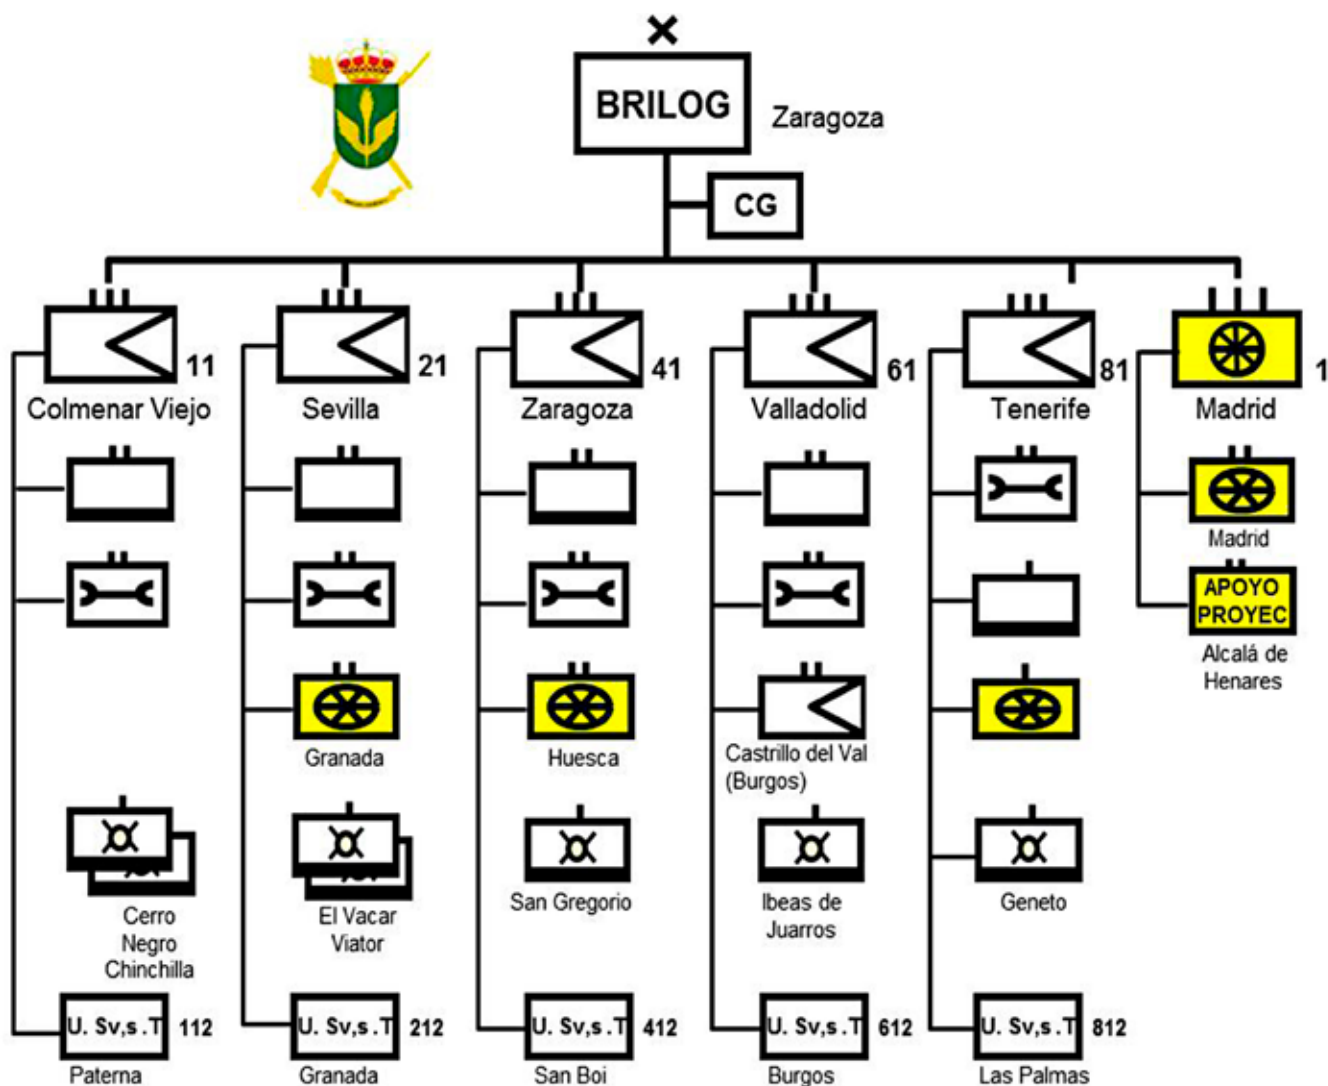 BRILOG
Zaragoza
CG
11
21
41
61
81
1
Colmenar Viejo
Sevilla
Zaragoza
Valladolid
Tenerife
Madrid
Madrid
APOYO
PROYEC
Alcalá de
Henares
Granada
Huesca
Castrillo del Val
(Burgos)
Cerro
Negro
Chinchilla
El Vacar
Viator
San Gregorio
Ibeas de
Juarros
Geneto
U. Sv,s .T 112
U. Sv,s .T 212
U. Sv,s .T 412
U. Sv,s .T 612
U. Sv,s .T 812
Paterna
Granada
San Boi
Burgos
Las Palmas